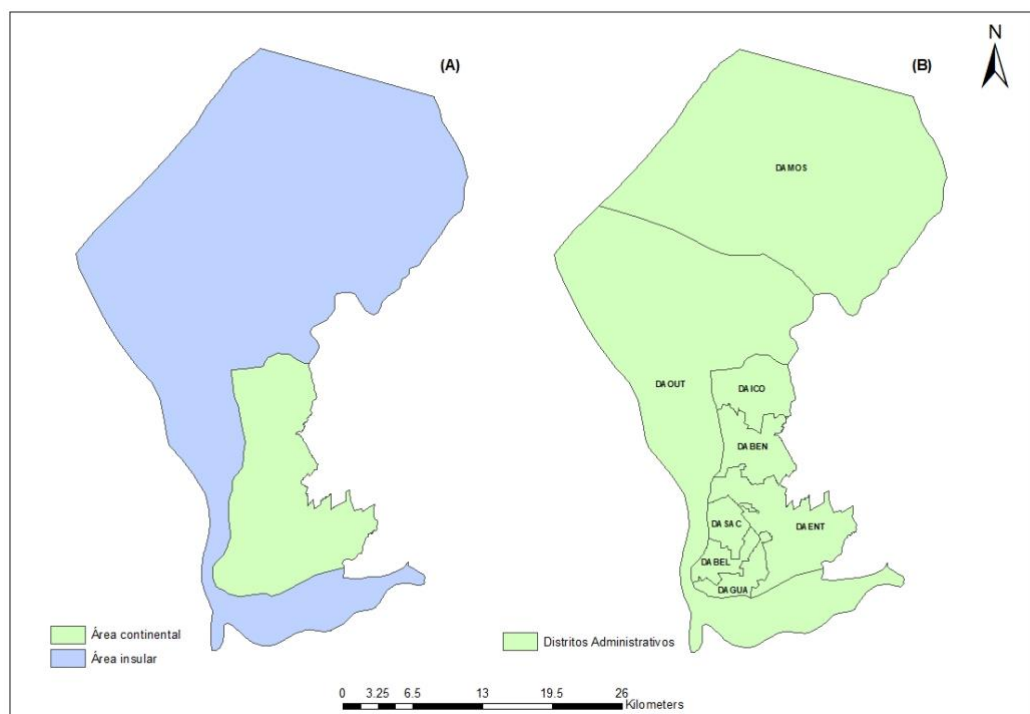 (A)
(B)
N
DAMOS
DAOUT
DAICO
DABEN
DASAC
DAENT
DABEL
DAGUA
Área continental
Área insular
Distritos Administrativos
0 3.25 6.5 13 19.5 26
Kilometers